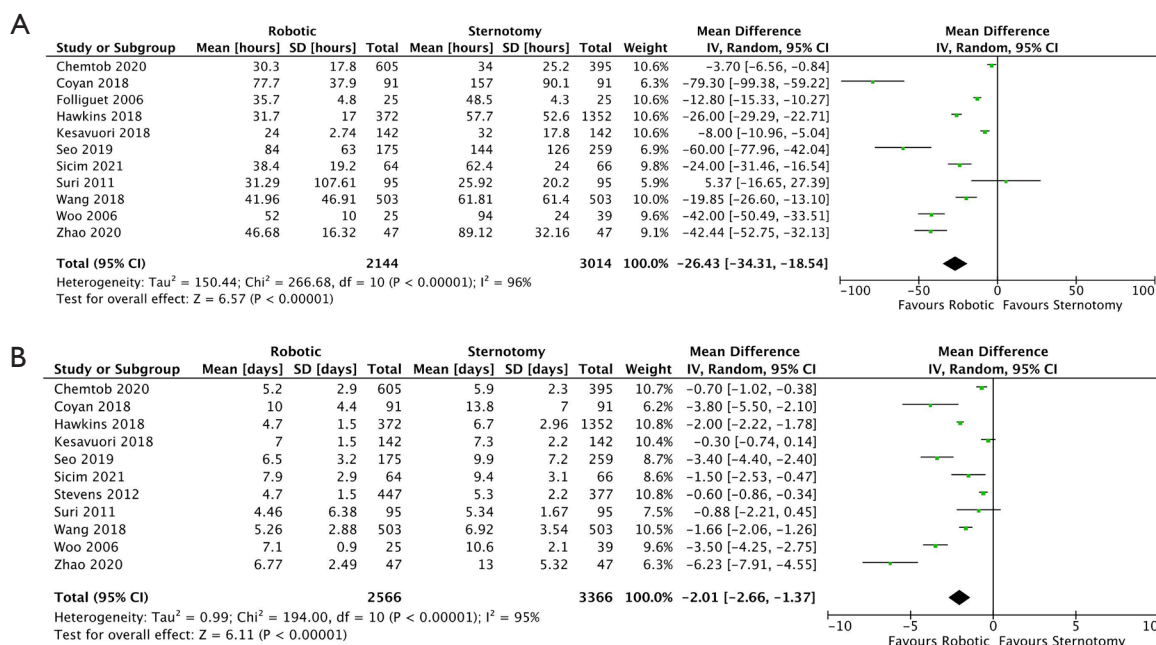 A
Robotic Sternotomy Mean Difference Mean Difference
Study or Subgroup Mean [hours] SD [hours] Total Mean [hours] SD [hours] Total Weight IV, Random, 95% CI IV, Random, 95% CI
Chemtob 2020 30.3 17.8 605 34 25.2 395 10.6% -3.70 [-6.56, -0.84]
Coyan 2018 77.7 37.9 91 157 90.1 91 6.3% -79.30 [-99.38, -59.22]
Folliguet 2006 35.7 4.8 25 48.5 4.3 25 10.6% -12.80 [-15.33, -10.27]
Hawkins 2018 31.7 17 372 57.7 52.6 1352 10.6% -26.00 [-29.29, -22.71]
Kesavuori 2018 24 2.74 142 32 17.8 142 10.6% -8.00 [-10.96, -5.04]
Seo 2019 84 63 175 144 126 259 6.8% -60.00 [-77.96, -42.04]
Sicim 2021 38.4 19.2 64 62.4 24 66 9.8% -24.00 [-31.46, -16.54]
Suri 2011 31.29 107.61 95 25.92 20.2 95 5.9% 5.37 [-16.65, 27.39]
Wang 2018 41.96 46.91 503 61.81 61.4 503 10.0% -19.85 [-26.60, -13.10]
Woo 2006 52 10 25 94 24 39 9.6% -42.00 [-50.49, -33.51]
Zhao 2020 46.68 16.32 47 89.12 32.16 47 9.1% -42.44 [-52.75, -32.13]
Total (95% CI) 2144 3014 100.0% -26.43 [-34.31, -18.54]
Heterogeneity: Tau² = 150.44; Chi² = 266.68, df = 10 (P < 0.00001); I² = 96%
Test for overall effect: Z = 6.57 (P < 0.00001)
-100 -50 0 50 100
Favours Robotic Favours Sternotomy
B
Robotic Sternotomy Mean Difference Mean Difference
Study or Subgroup Mean [days] SD [days] Total Mean [days] SD [days] Total Weight IV, Random, 95% CI IV, Random, 95% CI
Chemtob 2020 5.2 2.9 605 5.9 2.3 395 10.7% -0.70 [-1.02, -0.38]
Coyan 2018 10 4.4 91 13.8 7 91 6.2% -3.80 [-5.50, -2.10]
Hawkins 2018 4.7 1.5 372 6.7 2.96 1352 10.8% -2.00 [-2.22, -1.78]
Kesavuori 2018 7 1.5 142 7.3 2.2 142 10.4% -0.30 [-0.74, 0.14]
Seo 2019 6.5 3.2 175 9.9 7.2 259 8.7% -3.40 [-4.40, -2.40]
Sicim 2021 7.9 2.9 64 9.4 3.1 66 8.6% -1.50 [-2.53, -0.47]
Stevens 2012 4.7 1.5 447 5.3 2.2 377 10.8% -0.60 [-0.86, -0.34]
Suri 2011 4.46 6.38 95 5.34 1.67 95 7.5% -0.88 [-2.21, 0.45]
Wang 2018 5.26 2.88 503 6.92 3.54 503 10.5% -1.66 [-2.06, -1.26]
Woo 2006 7.1 0.9 25 10.6 2.1 39 9.6% -3.50 [-4.25, -2.75]
Zhao 2020 6.77 2.49 47 13 5.32 47 6.3% -6.23 [-7.91, -4.55]
Total (95% CI) 2566 3366 100.0% -2.01 [-2.66, -1.37]
Heterogeneity: Tau² = 0.99; Chi² = 194.00, df = 10 (P < 0.00001); I² = 95%
Test for overall effect: Z = 6.11 (P < 0.00001)
-10 -5 0 5 10
Favours Robotic Favours Sternotomy